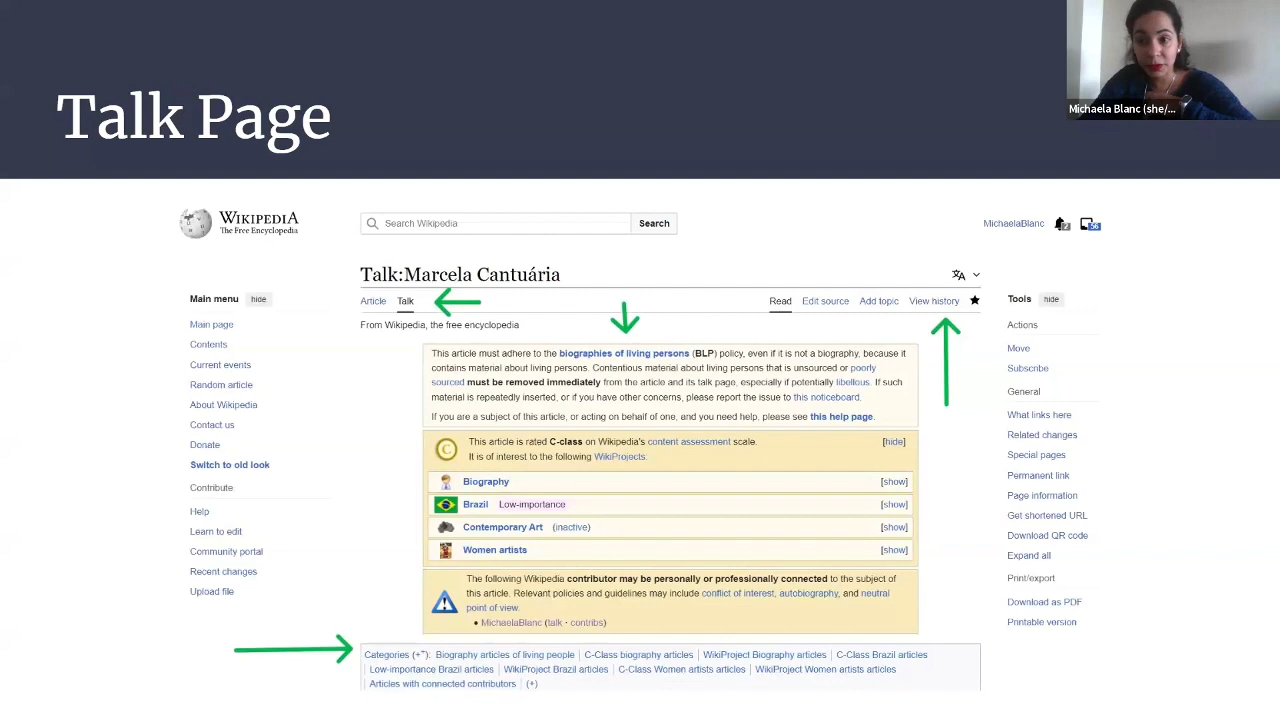 Talk Page
Michaela Blanc (she/...
WIKIPEDIA
The Free Encyclopedia
Search Wikipedia
Search
MichaelaBlanc
2
56
Talk:Marcela Cantuária
Main menu hide
Article Talk
Read Edit source Add topic View history
Tools hide
From Wikipedia, the free encyclopedia
Main page
Contents
Current events
Random article
About Wikipedia
Contact us
Donate
Switch to old look
Contribute
Help
Learn to edit
Community portal
Recent changes
Upload file
This article must adhere to the biographies of living persons (BLP) policy, even if it is not a biography, because it
contains material about living persons. Contentious material about living persons that is unsourced or poorly
sourced must be removed immediately from the article and its talk page, especially if potentially libellous. If such
material is repeatedly inserted, or if you have other concerns, please report the issue to this noticeboard.
If you are a subject of this article, or acting on behalf of one, and you need help, please see this help page.
C
This article is rated C-class on Wikipedia's content assessment scale. [hide]
It is of interest to the following WikiProjects:
Biography [show]
Brazil Low-importance [show]
Contemporary Art (inactive) [show]
Women artists [show]
The following Wikipedia contributor may be personally or professionally connected to the subject of
this article. Relevant policies and guidelines may include conflict of interest, autobiography, and neutral
point of view.
• MichaelaBlanc (talk · contribs)
Categories (+⁺): Biography articles of living people | C-Class biography articles | WikiProject Biography articles | C-Class Brazil articles
| Low-importance Brazil articles | WikiProject Brazil articles | C-Class Women artists articles | WikiProject Women artists articles
| Articles with connected contributors | (+)
Actions
Move
Subscribe
General
What links here
Related changes
Special pages
Permanent link
Page information
Get shortened URL
Download QR code
Expand all
Print/export
Download as PDF
Printable version